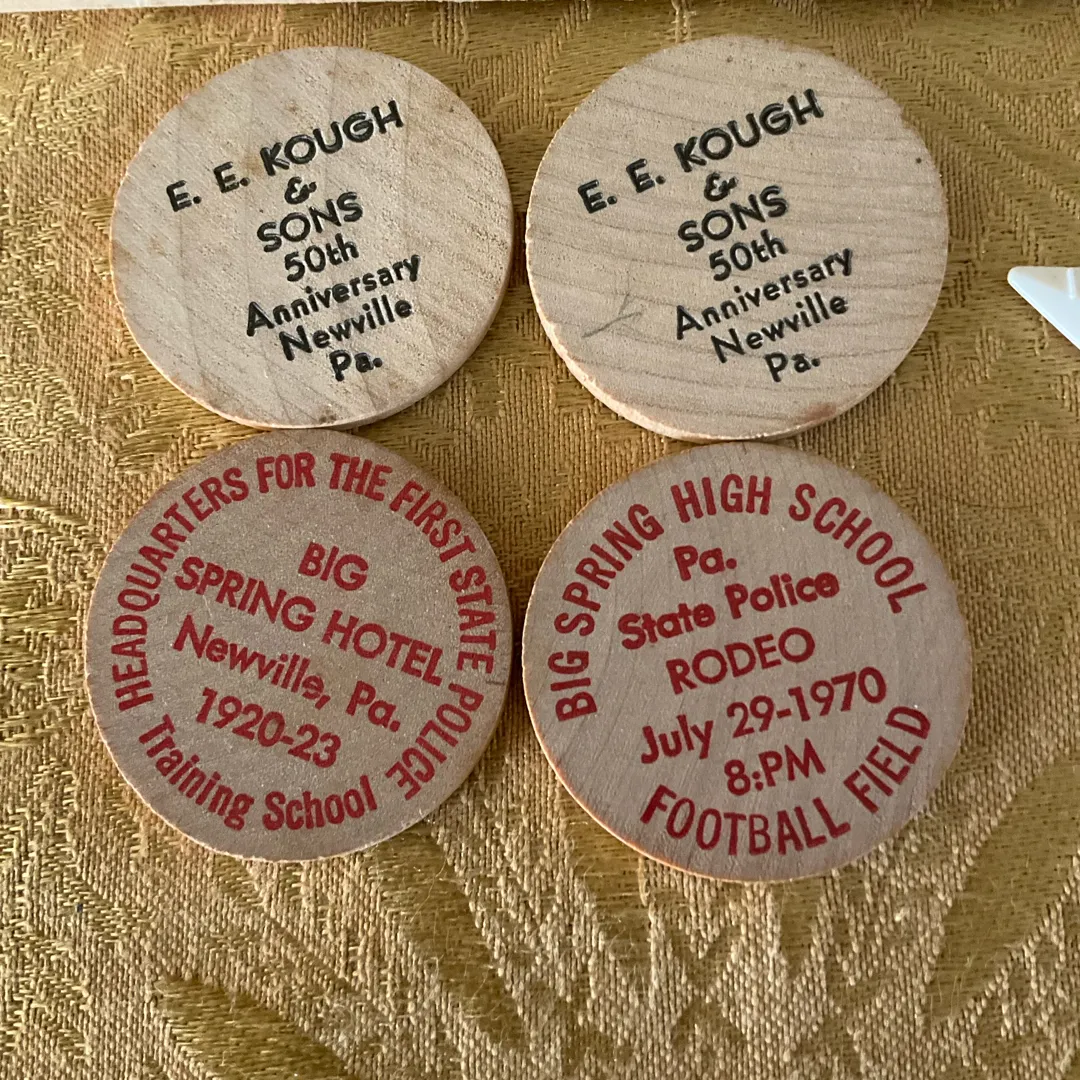 E. E. KOUGH
&
SONS
50th
Anniversary
Newville
Pa.
E. E. KOUGH
&
SONS
50th
Anniversary
Newville
Pa.
HEADQUARTERS FOR THE FIRST STATE POLICE
BIG
SPRING HOTEL
Newville, Pa.
1920-23
Training School
BIG SPRING HIGH SCHOOL
Pa.
State Police
RODEO
July 29-1970
8:PM
FOOTBALL FIELD